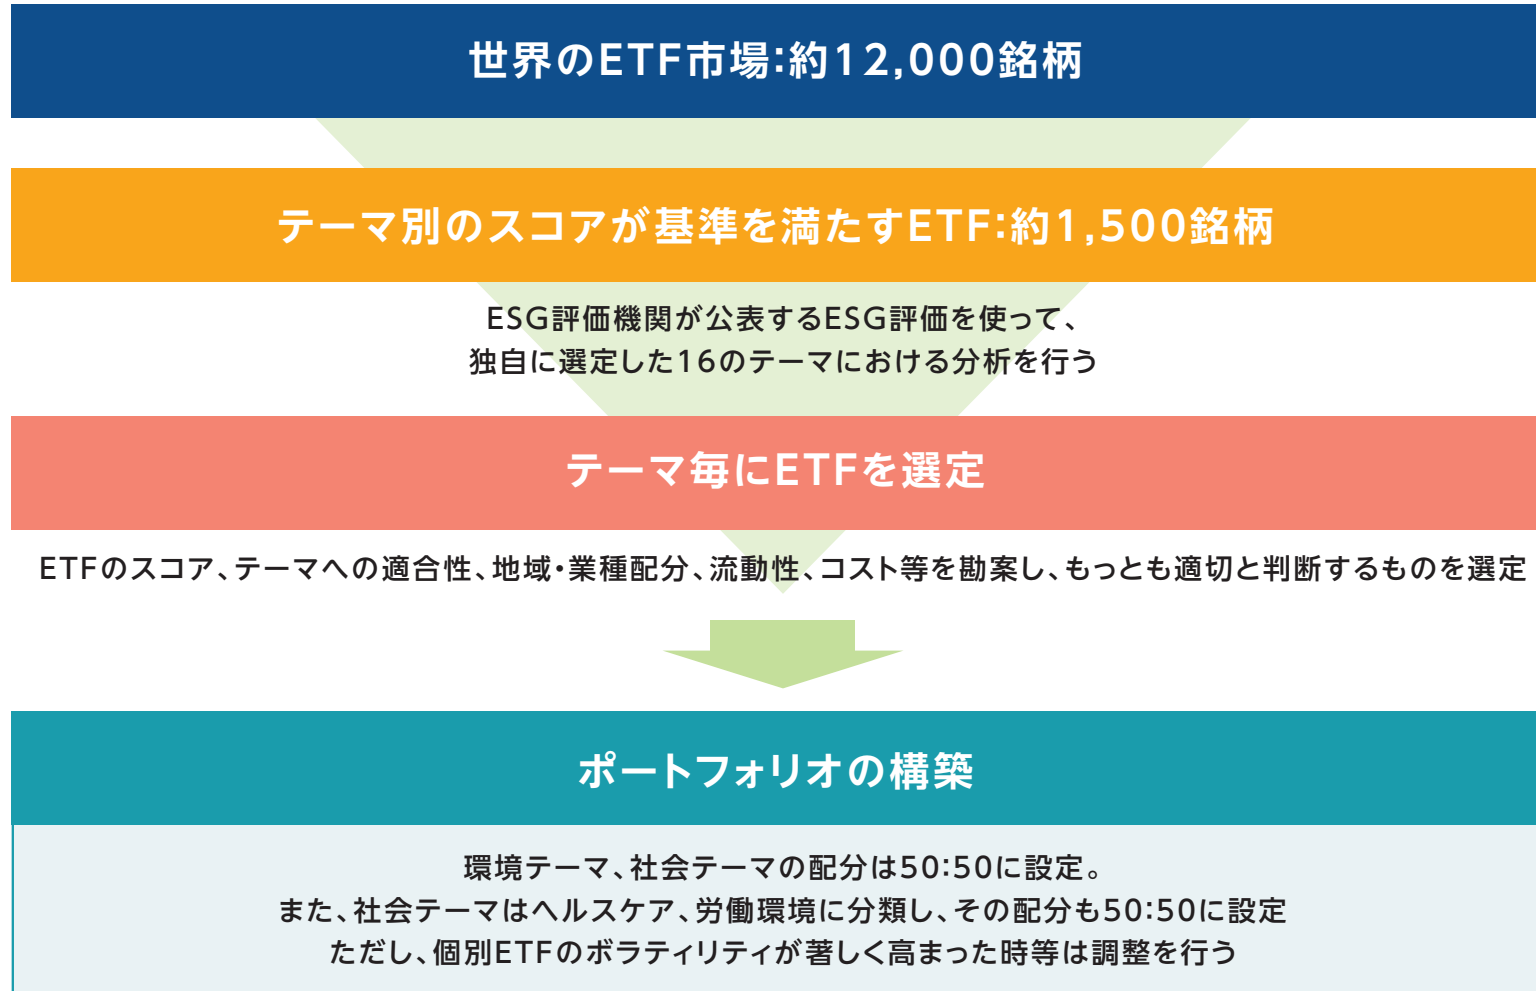 世界のETF市場:約12,000銘柄
テーマ別のスコアが基準を満たすETF:約1,500銘柄
ESG評価機関が公表するESG評価を使って、
独自に選定した16のテーマにおける分析を行う
テーマ毎にETFを選定
ETFのスコア、テーマへの適合性、地域・業種配分、流動性、コスト等を勘案し、もっとも適切と判断するものを選定
ポートフォリオの構築
環境テーマ、社会テーマの配分は50:50に設定。
また、社会テーマはヘルスケア、労働環境に分類し、その配分も50:50に設定
ただし、個別ETFのボラティリティが著しく高まった時等は調整を行う